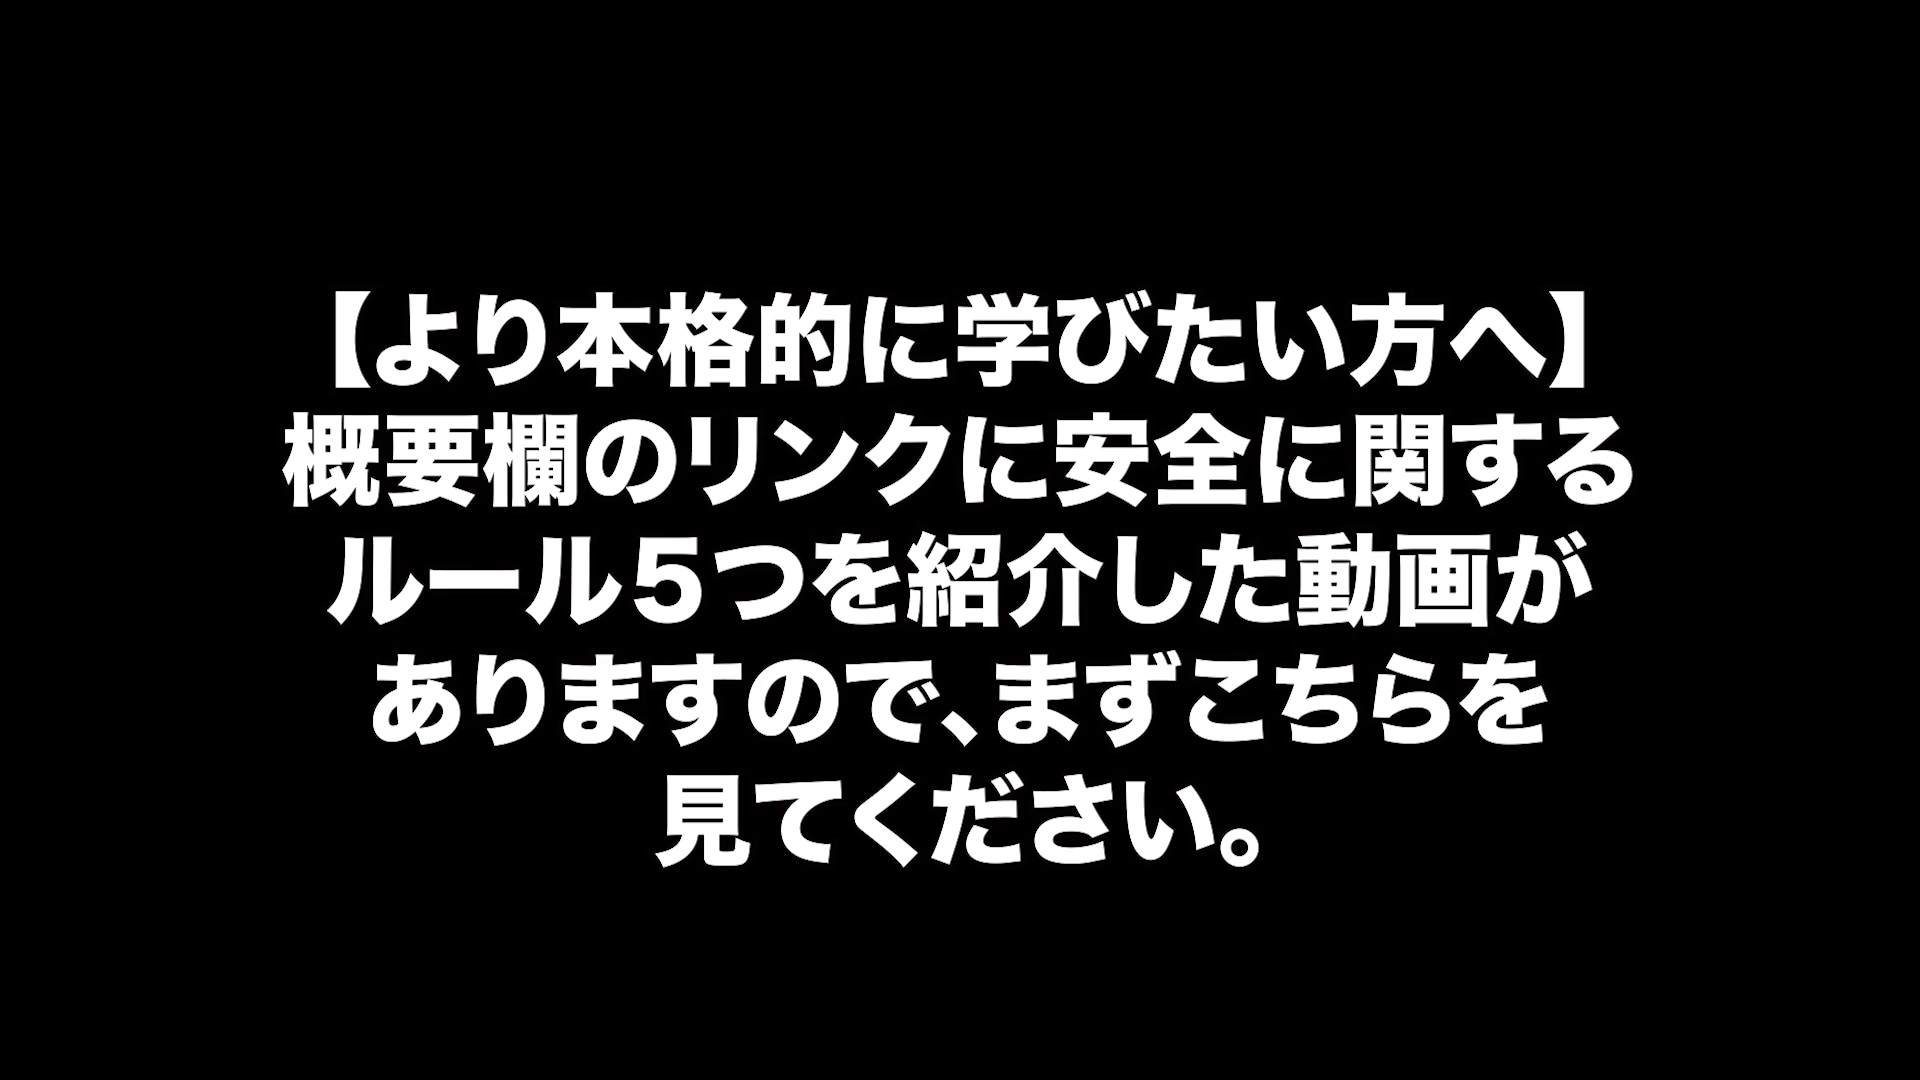 【より本格的に学びたい方へ】
概要欄のリンクに安全に関する
ルール5つを紹介した動画が
ありますので、まずこちらを
見てください。